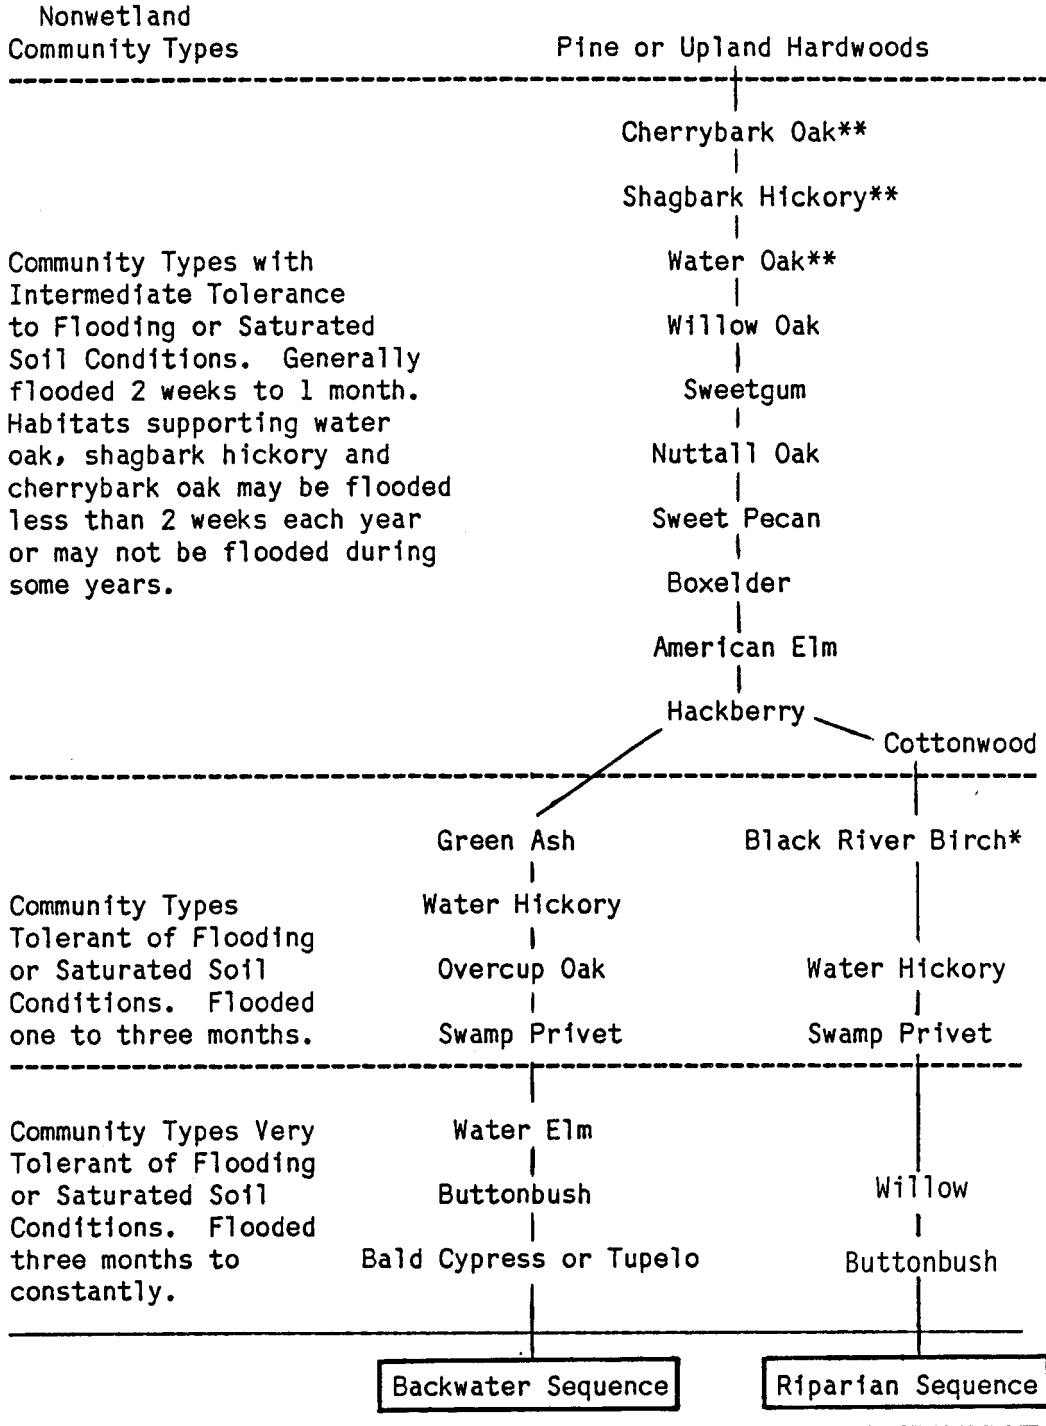 Nonwetland
Community Types
Pine or Upland Hardwoods
Cherrybark Oak**
Shagbark Hickory**
Community Types with
Intermediate Tolerance
to Flooding or Saturated
Soil Conditions. Generally
flooded 2 weeks to 1 month.
Habitats supporting water
oak, shagbark hickory and
cherrybark oak may be flooded
less than 2 weeks each year
or may not be flooded during
some years.
Water Oak**
Willow Oak
Sweetgum
Nuttall Oak
Sweet Pecan
Boxelder
American Elm
Hackberry
Cottonwood
Community Types
Tolerant of Flooding
or Saturated Soil
Conditions. Flooded
one to three months.
Green Ash
Water Hickory
Overcup Oak
Swamp Privet
Black River Birch*
Water Hickory
Swamp Privet
Community Types Very
Tolerant of Flooding
or Saturated Soil
Conditions. Flooded
three months to
constantly.
Water Elm
Buttonbush
Bald Cypress or Tupelo
Willow
Buttonbush
Backwater Sequence
Riparian Sequence